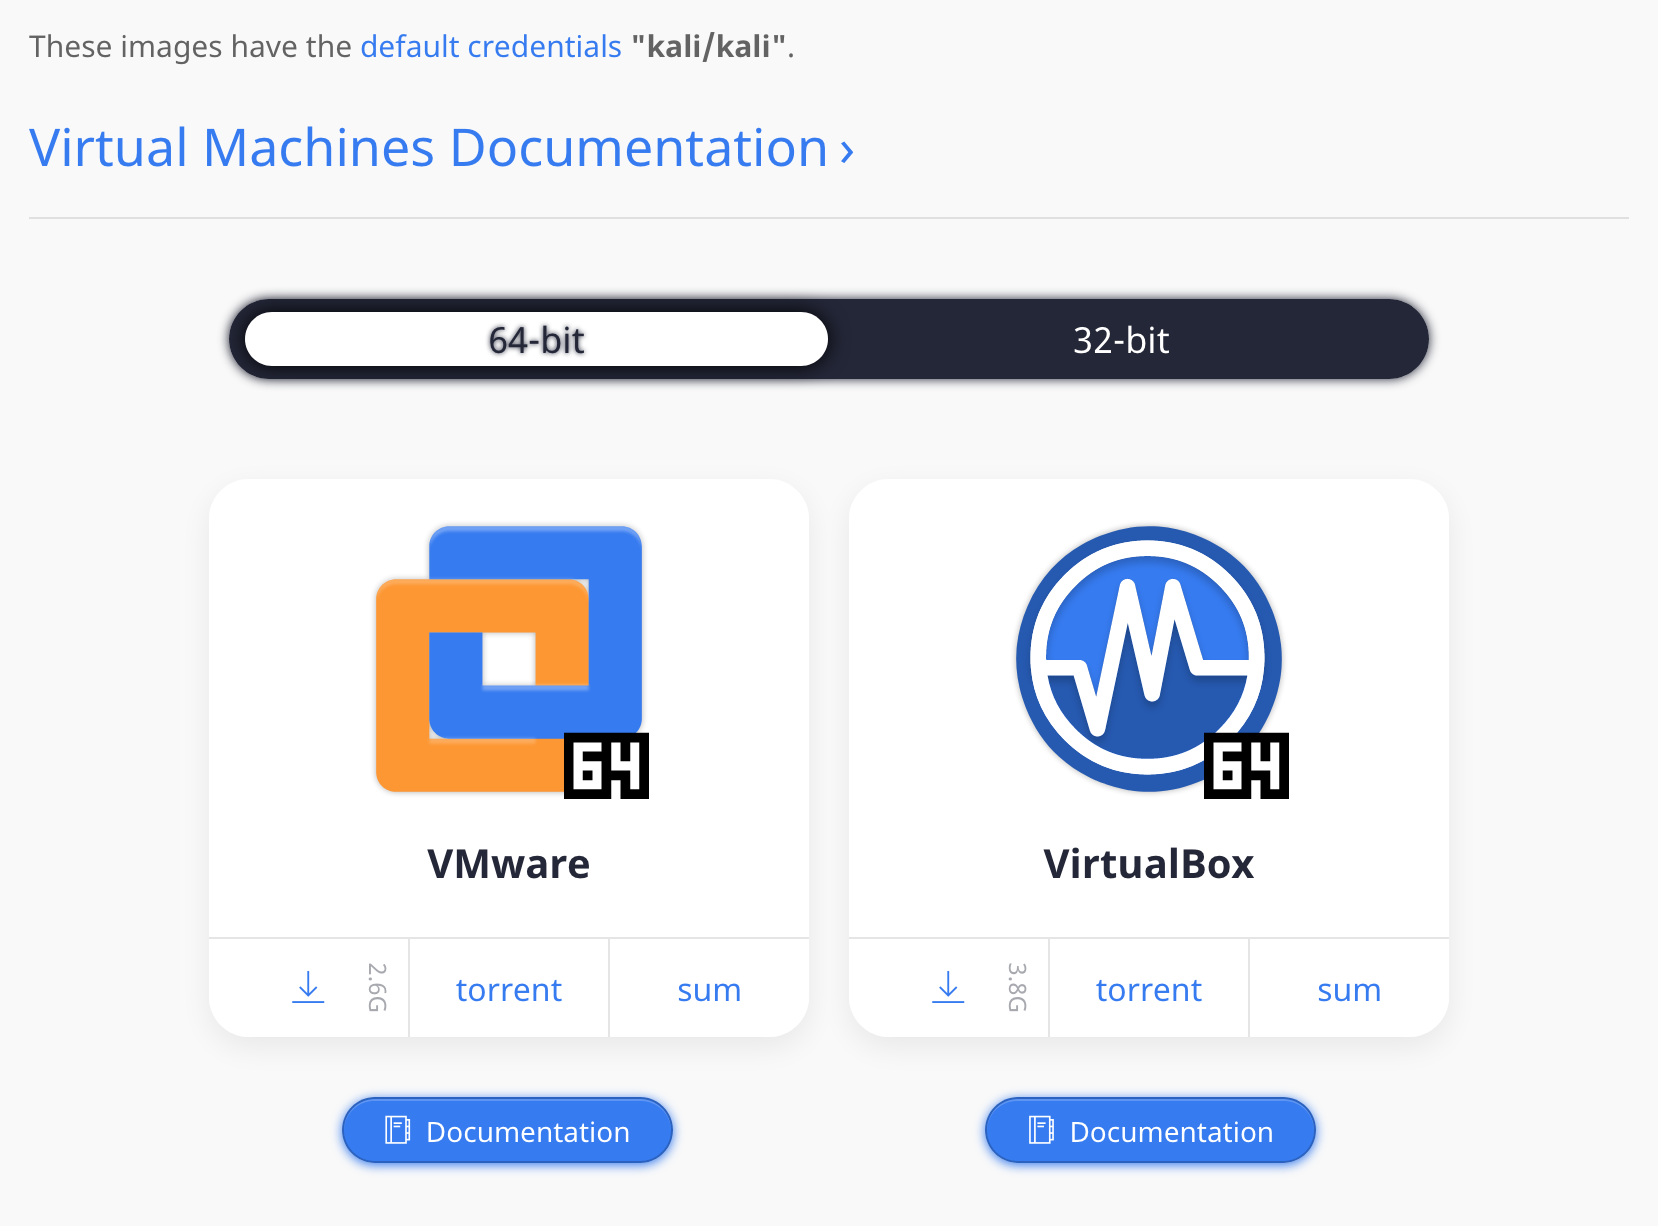 These images have the default credentials "kali/kali".
Virtual Machines Documentation ›
64-bit 32-bit
64 64
VMware VirtualBox
2.6G torrent sum 3.8G torrent sum
Documentation Documentation